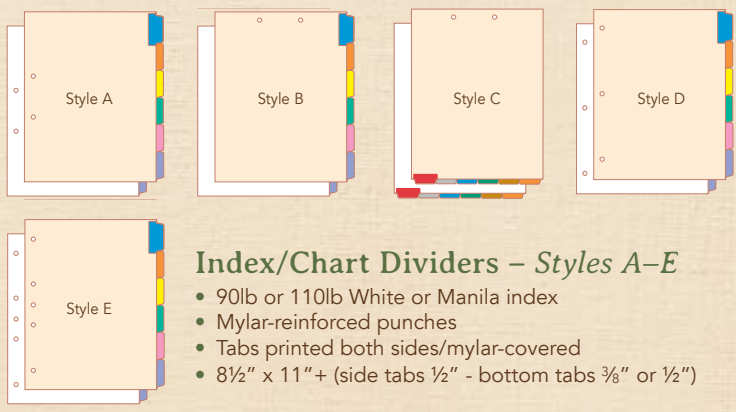 Style A
Style B
Style C
Style D
Style E
Index/Chart Dividers – Styles A–E
• 90lb or 110lb White or Manila index
• Mylar-reinforced punches
• Tabs printed both sides/mylar-covered
• 8½” x 11”+ (side tabs ½” - bottom tabs ⅜” or ½”)